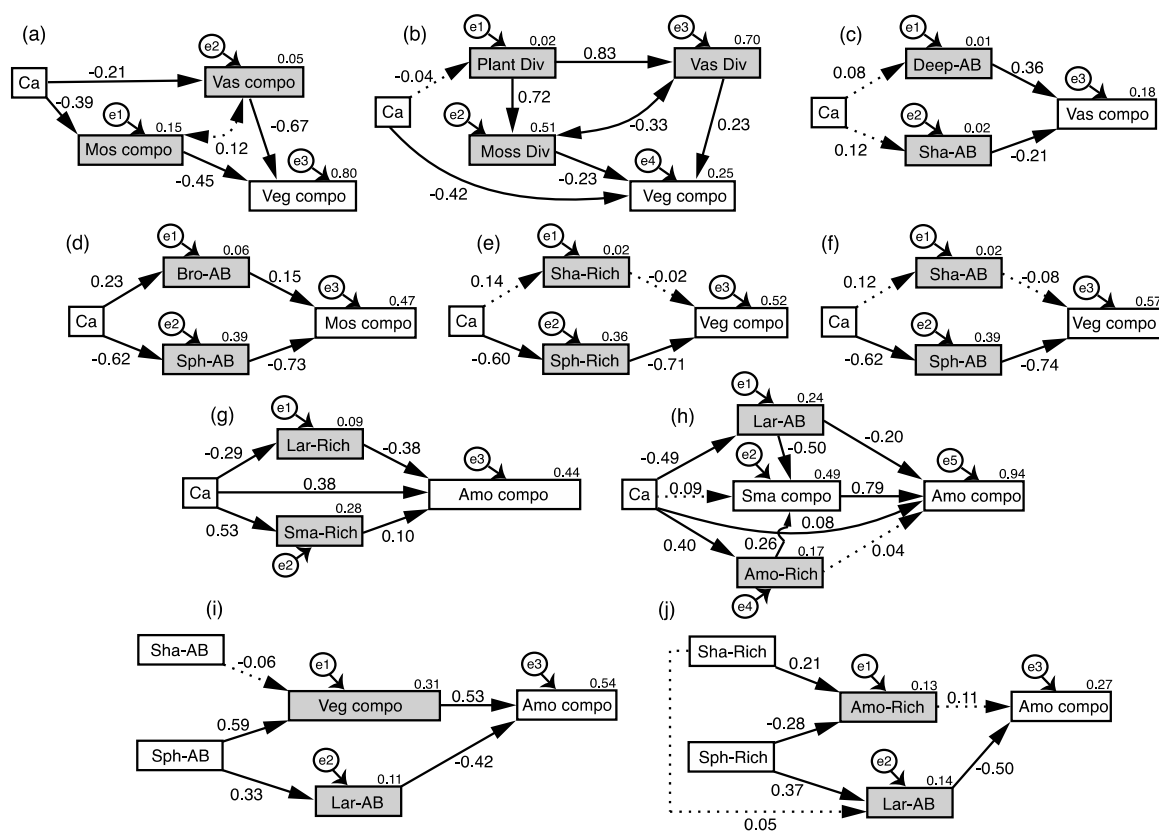 (a)
e2
0.05
Ca
-0.21
Vas compo
-0.39
e1
0.15
Mos compo
0.12
-0.67
-0.45
e3
0.80
Veg compo
(b)
e1
0.02
Plant Div
0.83
e3
0.70
Vas Div
-0.04
Ca
0.72
e2
0.51
Moss Div
-0.33
0.23
-0.23
e4
0.25
Veg compo
-0.42
(c)
e1
0.01
Deep-AB
0.08
0.36
Ca
e3
0.18
Vas compo
e2
0.02
Sha-AB
0.12
-0.21
(d)
e1
0.06
Bro-AB
0.23
0.15
Ca
e3
0.47
Mos compo
e2
0.39
Sph-AB
-0.62
-0.73
(e)
e1
0.02
Sha-Rich
0.14
-0.02
Ca
e3
0.52
Veg compo
e2
0.36
Sph-Rich
-0.60
-0.71
(f)
e1
0.02
Sha-AB
0.12
-0.08
Ca
e3
0.57
Veg compo
e2
0.39
Sph-AB
-0.62
-0.74
(g)
e1
0.09
Lar-Rich
-0.29
-0.38
Ca
0.38
e3
0.44
Amo compo
0.53
0.28
Sma-Rich
0.10
e2
(h)
e1
0.24
Lar-AB
-0.49
-0.50
-0.20
Ca
0.09
e2
0.49
Sma compo
0.79
e5
0.94
Amo compo
0.08
0.40
0.26
0.17
Amo-Rich
0.04
e4
(i)
Sha-AB
-0.06
e1
0.31
Veg compo
0.53
e3
0.54
Amo compo
0.59
Sph-AB
e2
0.11
Lar-AB
0.33
-0.42
(j)
Sha-Rich
0.21
e1
0.13
Amo-Rich
0.11
e3
0.27
Amo compo
-0.28
Sph-Rich
0.37
e2
0.14
Lar-AB
-0.50
0.05